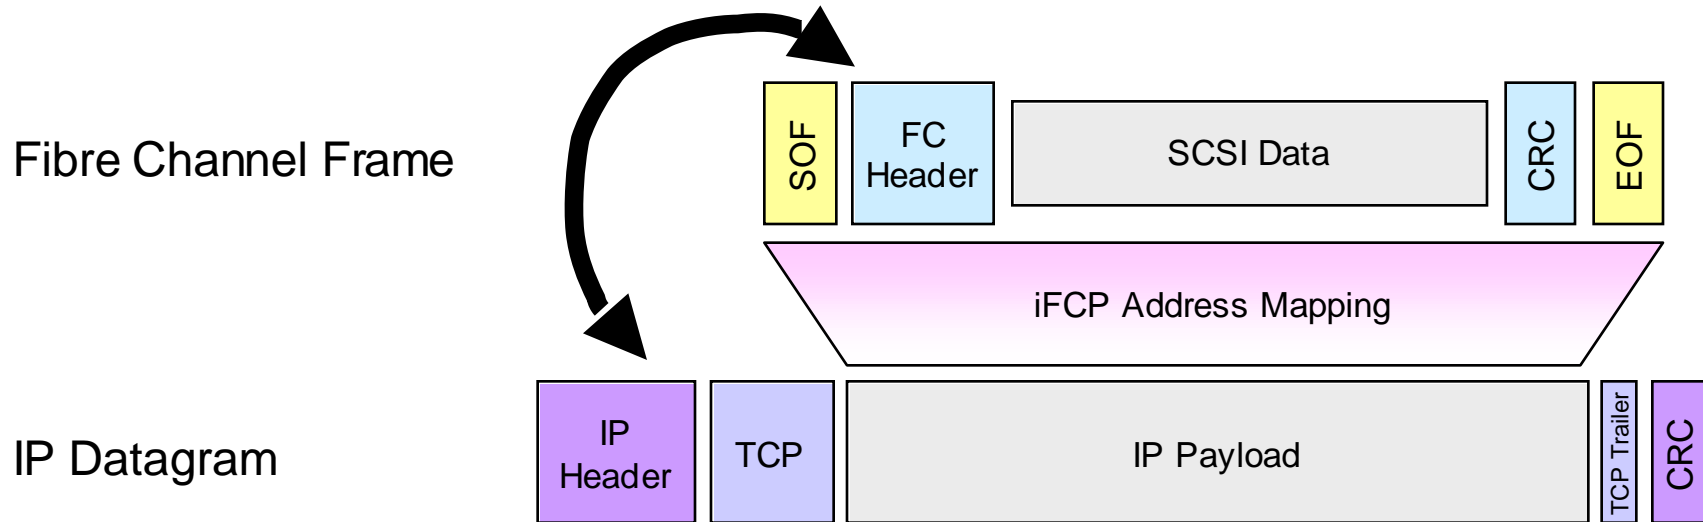 Fibre Channel Frame
SOF
FC
Header
SCSI Data
CRC
EOF
iFCP Address Mapping
IP Datagram
IP
Header
TCP
IP Payload
TCP Trailer
CRC